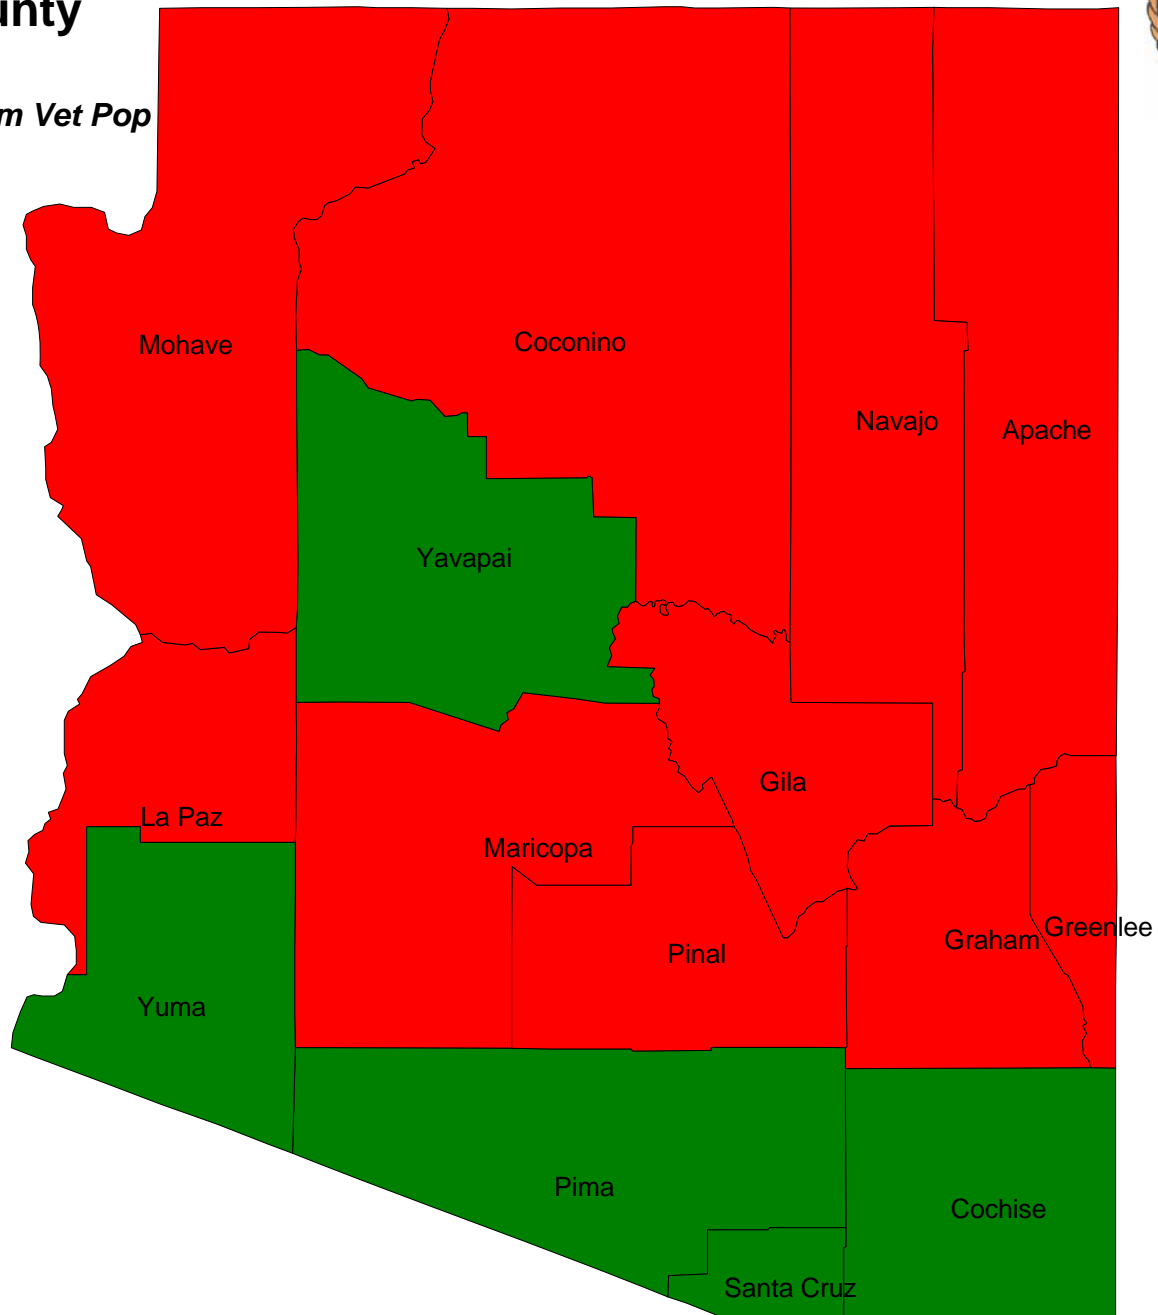 unty
m Vet Pop
Mohave
Coconino
Navajo
Apache
Yavapai
Gila
La Paz
Maricopa
Greenlee
Graham
Pinal
Yuma
Pima
Cochise
Santa Cruz